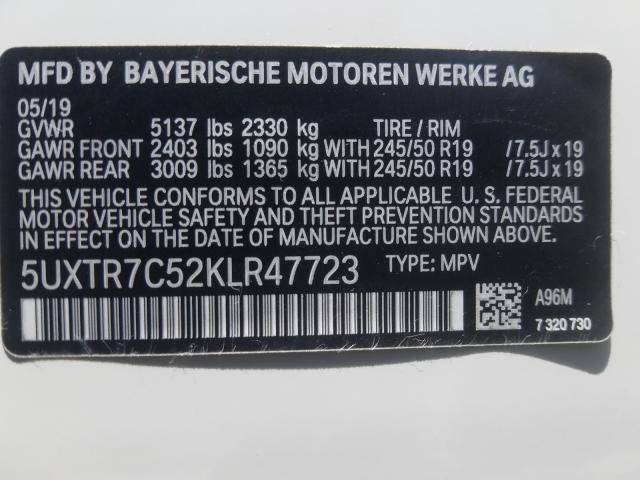 MFD BY BAYERISCHE MOTOREN WERKE AG
05/19
GVWR 5137 lbs 2330 kg TIRE / RIM
GAWR FRONT 2403 lbs 1090 kg WITH 245/50 R19 /7.5J x 19
GAWR REAR 3009 lbs 1365 kg WITH 245/50 R19 /7.5J x 19
THIS VEHICLE CONFORMS TO ALL APPLICABLE U. S. FEDERAL
MOTOR VEHICLE SAFETY AND THEFT PREVENTION STANDARDS
IN EFFECT ON THE DATE OF MANUFACTURE SHOWN ABOVE.
5UXTR7C52KLR47723 TYPE: MPV
A96M
7 320 730